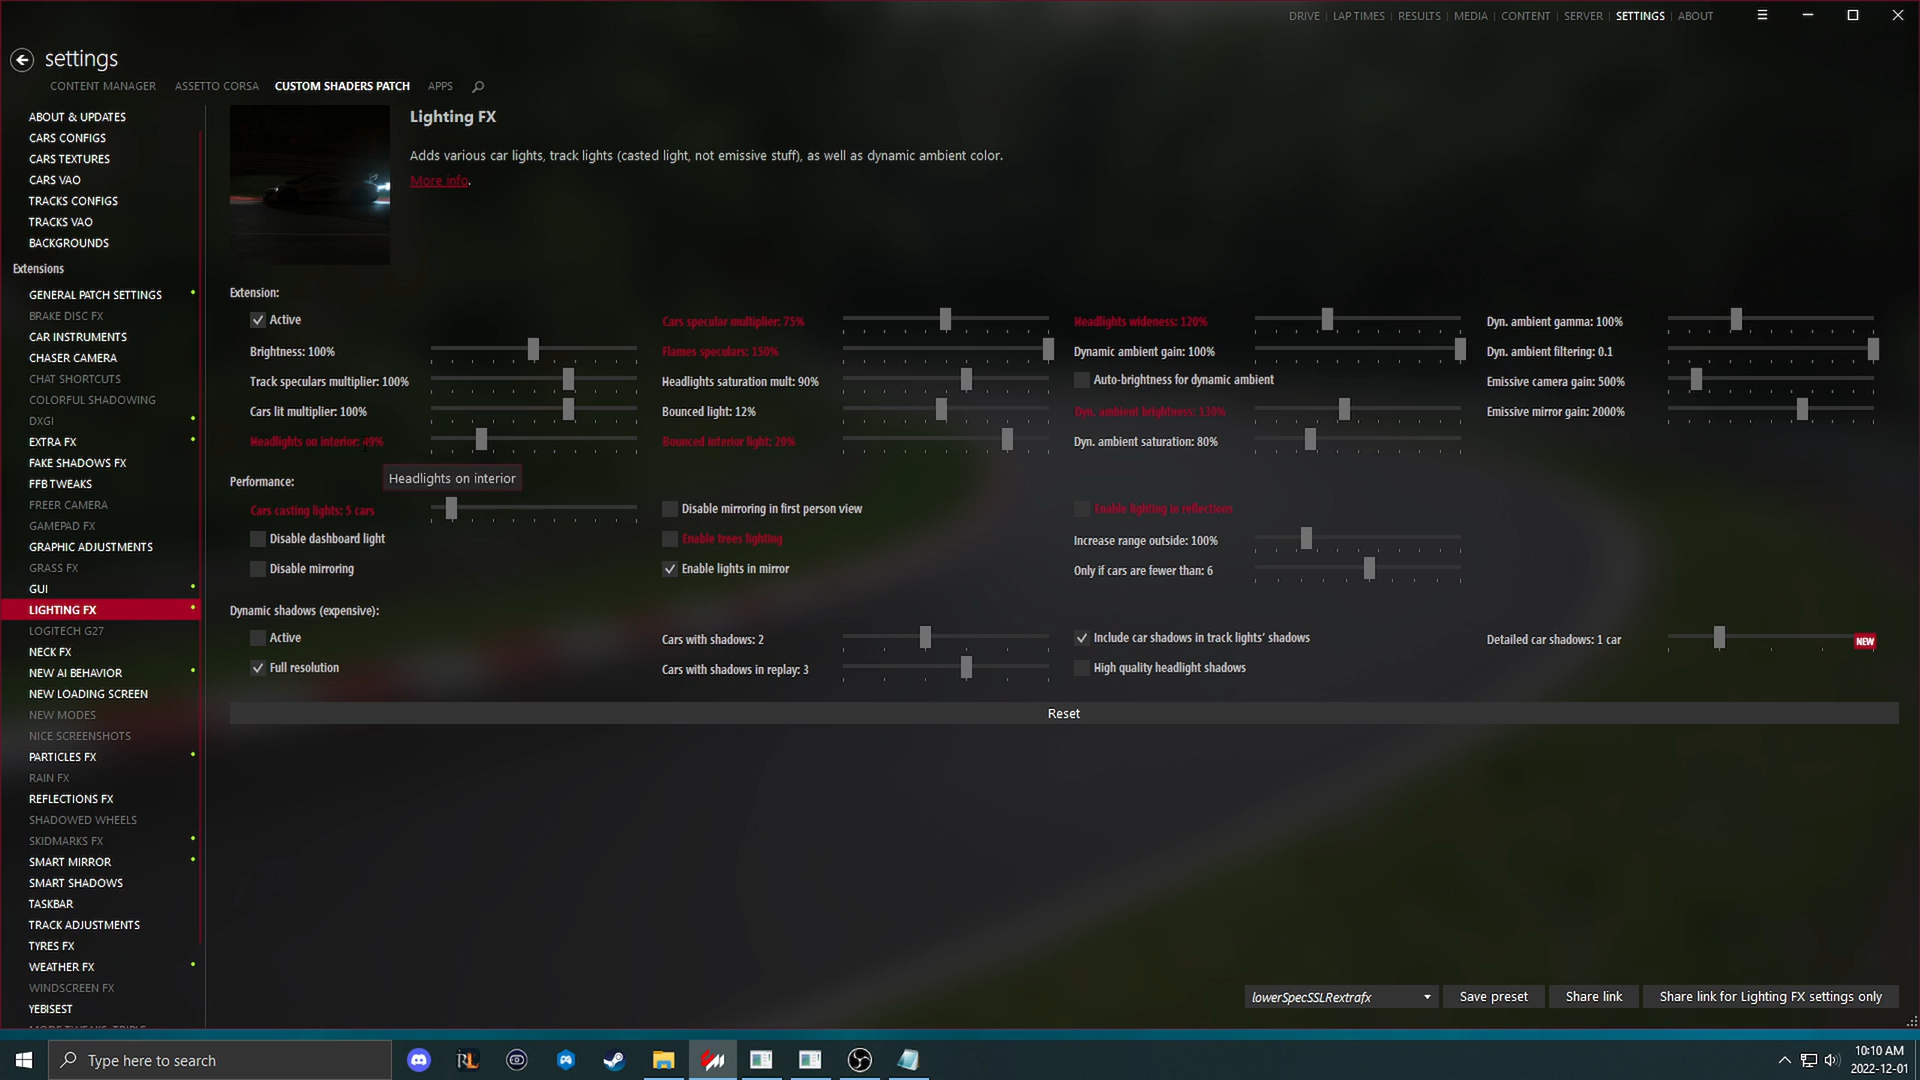 DRIVE | LAP TIMES | RESULTS | MEDIA | CONTENT | SERVER | SETTINGS | ABOUT
settings
CONTENT MANAGER ASSETTO CORSA CUSTOM SHADERS PATCH APPS
ABOUT & UPDATES
CARS CONFIGS
CARS TEXTURES
CARS VAO
TRACKS CONFIGS
TRACKS VAO
BACKGROUNDS
Extensions
GENERAL PATCH SETTINGS
BRAKE DISC FX
CAR INSTRUMENTS
CHASER CAMERA
CHAT SHORTCUTS
COLORFUL SHADOWING
DXGI
EXTRA FX
FAKE SHADOWS FX
FFB TWEAKS
FREER CAMERA
GAMEPAD FX
GRAPHIC ADJUSTMENTS
GRASS FX
GUI
LIGHTING FX
LOGITECH G27
NECK FX
NEW AI BEHAVIOR
NEW LOADING SCREEN
NEW MODES
NICE SCREENSHOTS
PARTICLES FX
RAIN FX
REFLECTIONS FX
SHADOWED WHEELS
SKIDMARKS FX
SMART MIRROR
SMART SHADOWS
TASKBAR
TRACK ADJUSTMENTS
TYRES FX
WEATHER FX
WINDSCREEN FX
YEBISEST
MORE TWEAKS: TRIPLE
Lighting FX
Adds various car lights, track lights (casted light, not emissive stuff), as well as dynamic ambient color.
More info.
Extension:
Active
Brightness: 100%
Track speculars multiplier: 100%
Cars lit multiplier: 100%
Headlights on interior: 49%
Cars specular multiplier: 75%
Flames speculars: 150%
Headlights saturation mult: 90%
Bounced light: 12%
Bounced interior light: 20%
Headlights wideness: 120%
Dynamic ambient gain: 100%
Auto-brightness for dynamic ambient
Dyn. ambient brightness: 130%
Dyn. ambient saturation: 80%
Dyn. ambient gamma: 100%
Dyn. ambient filtering: 0.1
Emissive camera gain: 500%
Emissive mirror gain: 2000%
Headlights on interior
Performance:
Cars casting lights: 5 cars
Disable dashboard light
Disable mirroring
Disable mirroring in first person view
Enable trees lighting
Enable lights in mirror
Enable lighting in reflections
Increase range outside: 100%
Only if cars are fewer than: 6
Dynamic shadows (expensive):
Active
Full resolution
Cars with shadows: 2
Cars with shadows in replay: 3
Include car shadows in track lights' shadows
High quality headlight shadows
Detailed car shadows: 1 car
NEW
Reset
lowerSpecSSLRextrafx
Save preset
Share link
Share link for Lighting FX settings only
Type here to search
10:10 AM
2022-12-01